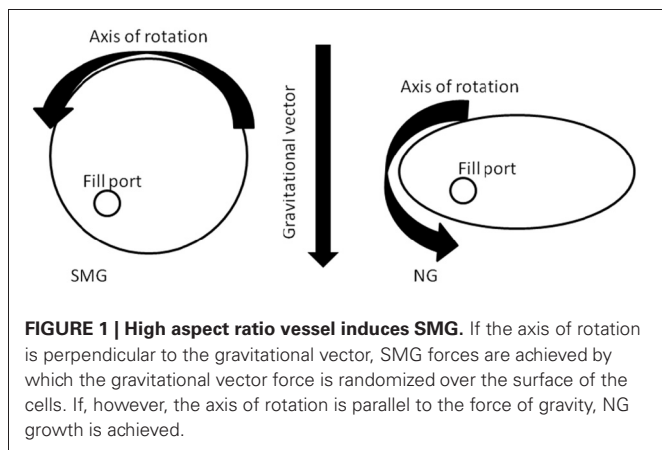 Axis of rotation
Fill port
SMG
Gravitational vector
Axis of rotation
Fill port
NG
FIGURE 1 | High aspect ratio vessel induces SMG. If the axis of rotation
is perpendicular to the gravitational vector, SMG forces are achieved by
which the gravitational vector force is randomized over the surface of the
cells. If, however, the axis of rotation is parallel to the force of gravity, NG
growth is achieved.